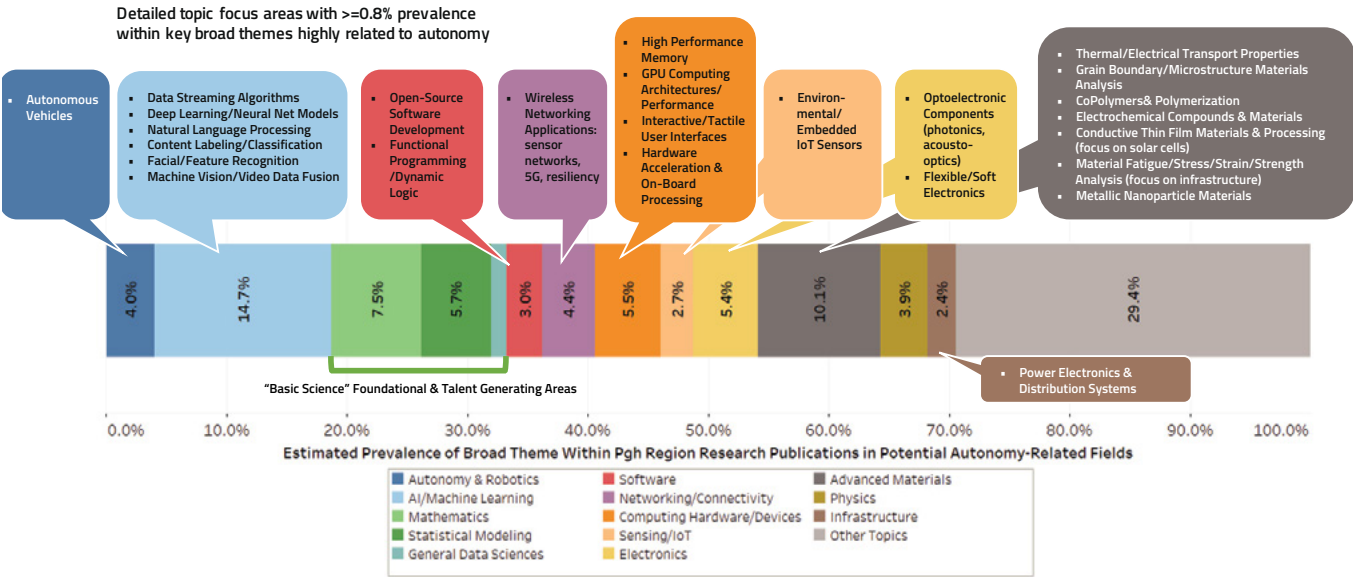 Detailed topic focus areas with >=0.8% prevalence
within key broad themes highly related to autonomy
▪ Autonomous
Vehicles
▪ Data Streaming Algorithms
▪ Deep Learning/Neural Net Models
▪ Natural Language Processing
▪ Content Labeling/Classification
▪ Facial/Feature Recognition
▪ Machine Vision/Video Data Fusion
▪ Open-Source
Software
Development
▪ Functional
Programming
/Dynamic
Logic
▪ Wireless
Networking
Applications:
sensor
networks,
5G, resiliency
▪ High Performance
Memory
▪ GPU Computing
Architectures/
Performance
▪ Interactive/Tactile
User Interfaces
▪ Hardware
Acceleration &
On-Board
Processing
▪ Environ-
mental/
Embedded
IoT Sensors
▪ Optoelectronic
Components
(photonics,
acousto-
optics)
▪ Flexible/Soft
Electronics
▪ Thermal/Electrical Transport Properties
▪ Grain Boundary/Microstructure Materials
Analysis
▪ CoPolymers& Polymerization
▪ Electrochemical Compounds & Materials
▪ Conductive Thin Film Materials & Processing
(focus on solar cells)
▪ Material Fatigue/Stress/Strain/Strength
Analysis (focus on infrastructure)
▪ Metallic Nanoparticle Materials
4.0%
14.7%
7.5%
5.7%
3.0%
4.4%
5.5%
2.7%
5.4%
10.1%
3.9%
2.4%
29.4%
▪ Power Electronics &
Distribution Systems
"Basic Science" Foundational & Talent Generating Areas
0.0% 10.0% 20.0% 30.0% 40.0% 50.0% 60.0% 70.0% 80.0% 90.0% 100.0%
Estimated Prevalence of Broad Theme Within Pgh Region Research Publications in Potential Autonomy-Related Fields
Autonomy & Robotics
AI/Machine Learning
Mathematics
Statistical Modeling
General Data Sciences
Software
Networking/Connectivity
Computing Hardware/Devices
Sensing/IoT
Electronics
Advanced Materials
Physics
Infrastructure
Other Topics